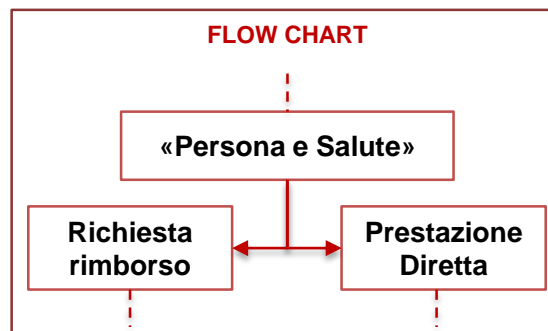 FLOW CHART
«Persona e Salute»
Richiesta
rimborso
Prestazione
Diretta